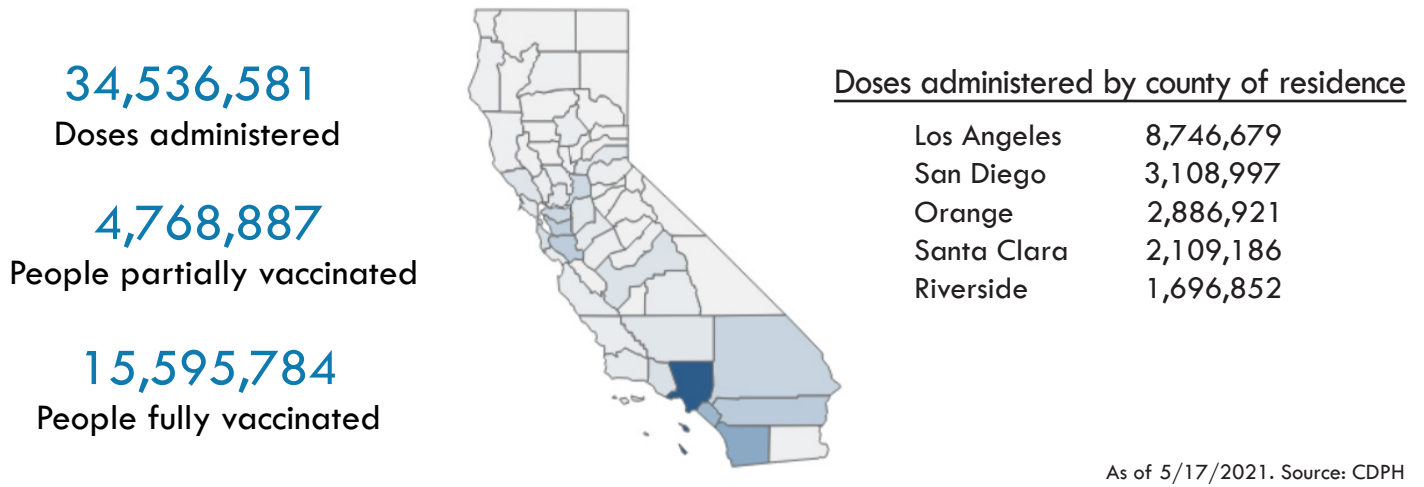 34,536,581
Doses administered
4,768,887
People partially vaccinated
15,595,784
People fully vaccinated
Doses administered by county of residence
Los Angeles 8,746,679
San Diego 3,108,997
Orange 2,886,921
Santa Clara 2,109,186
Riverside 1,696,852
As of 5/17/2021. Source: CDPH